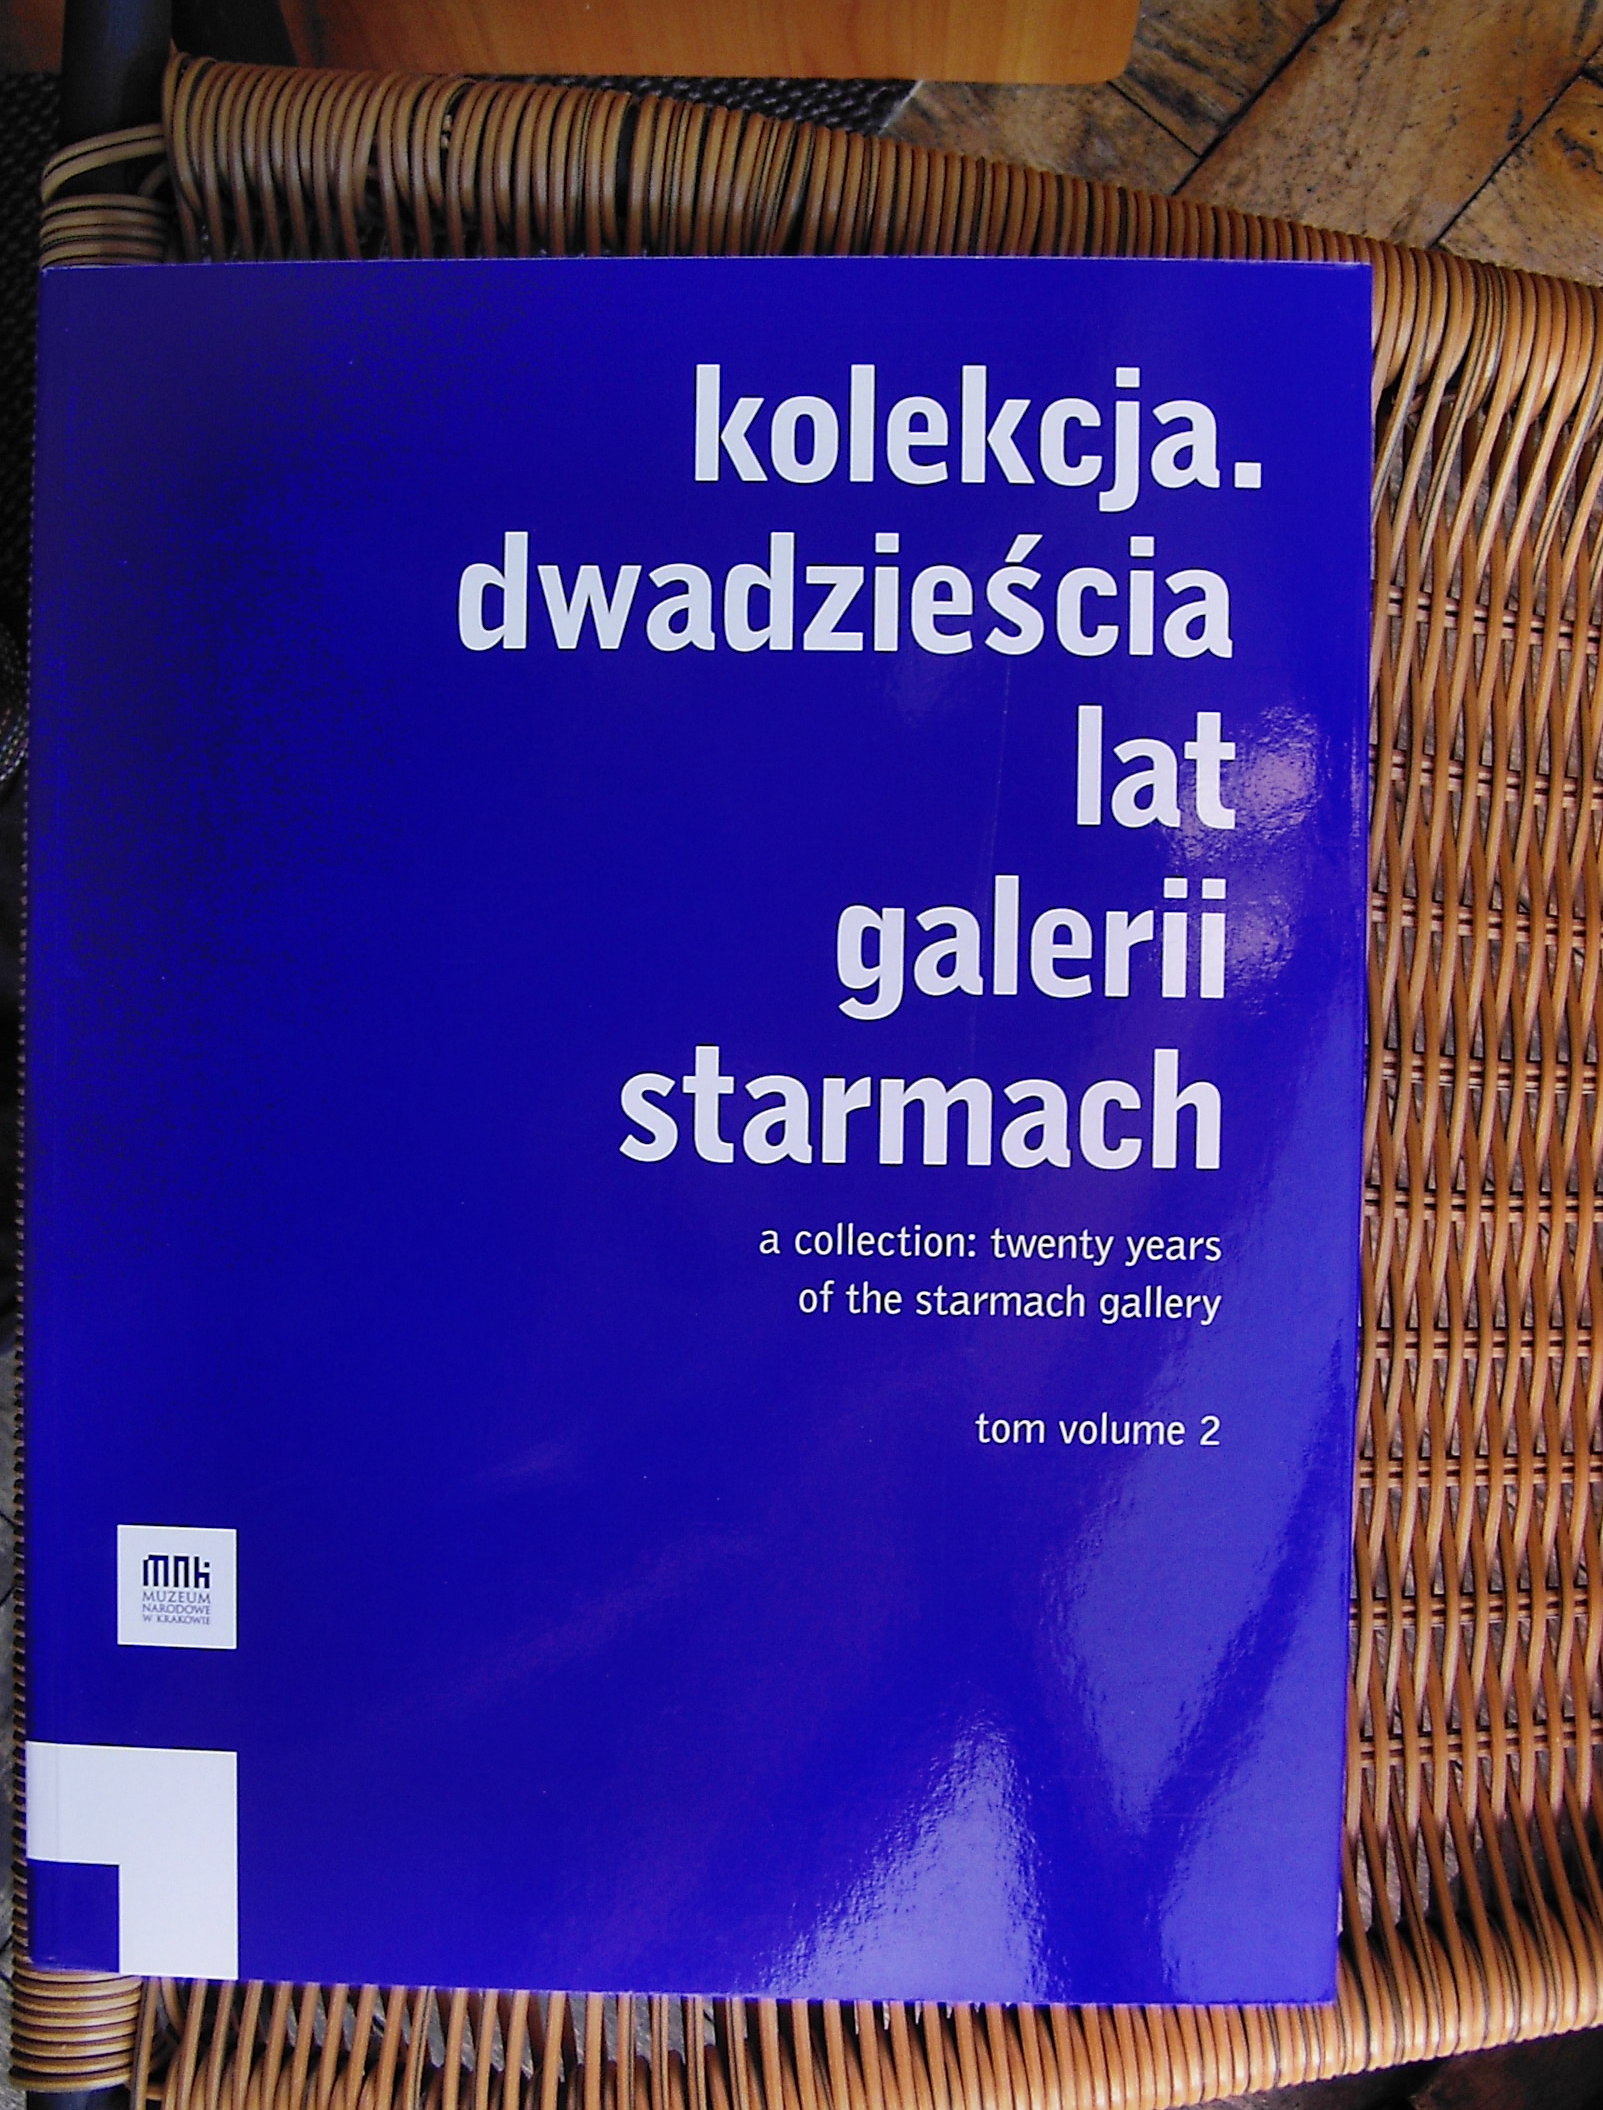 kolekcja.
dwadzieścia
lat
galerii
starmach
a collection: twenty years
of the starmach gallery
tom volume 2
mnk
MUZEUM
NARODOWE
W KRAKOWIE